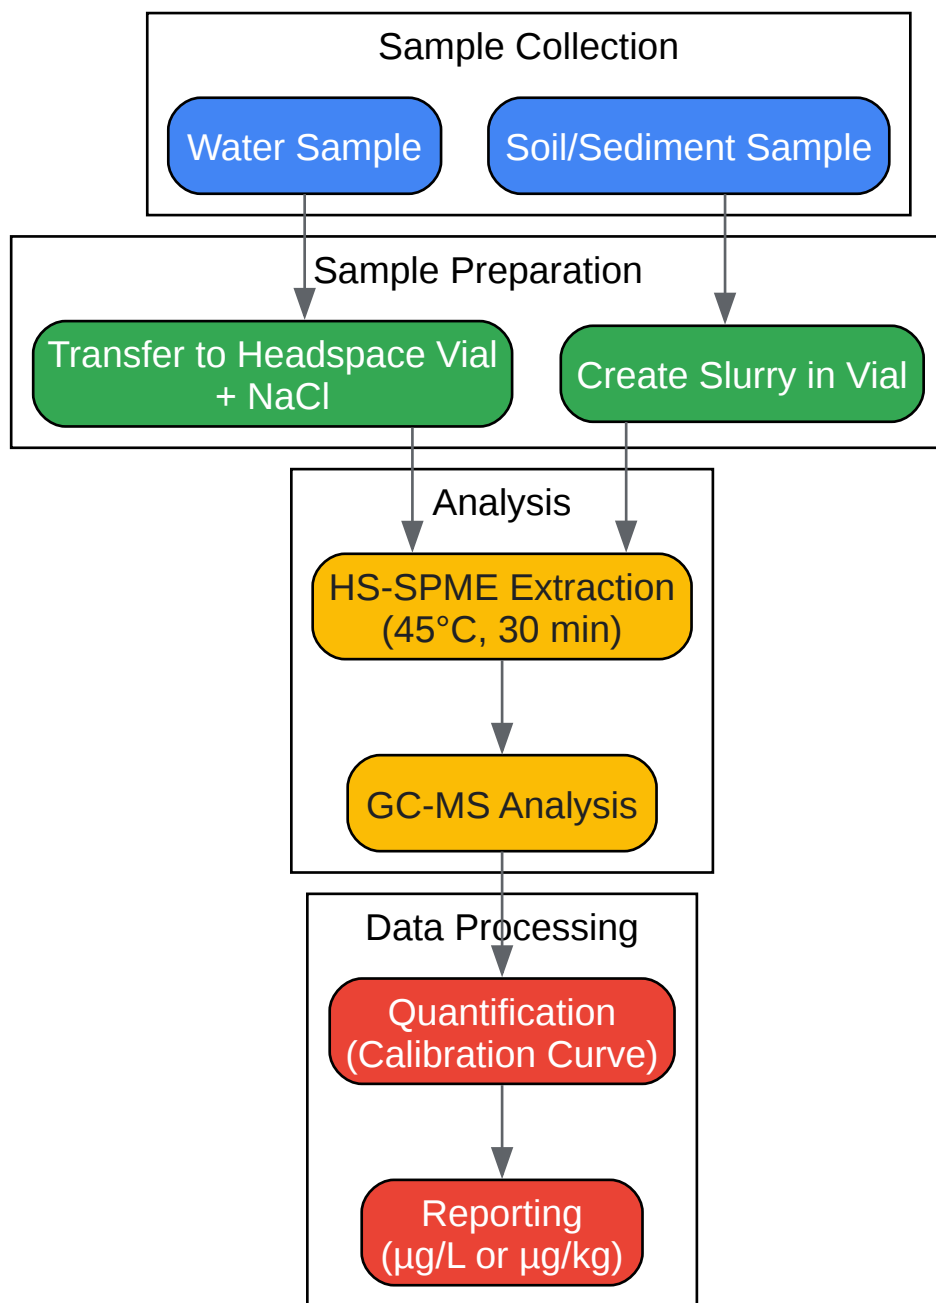 Sample Collection
Water Sample
Soil/Sediment Sample
Sample Preparation
Transfer to Headspace Vial
+ NaCl
Create Slurry in Vial
Analysis
HS-SPME Extraction
(45°C, 30 min)
GC-MS Analysis
Data Processing
Quantification
(Calibration Curve)
Reporting
(µg/L or µg/kg)